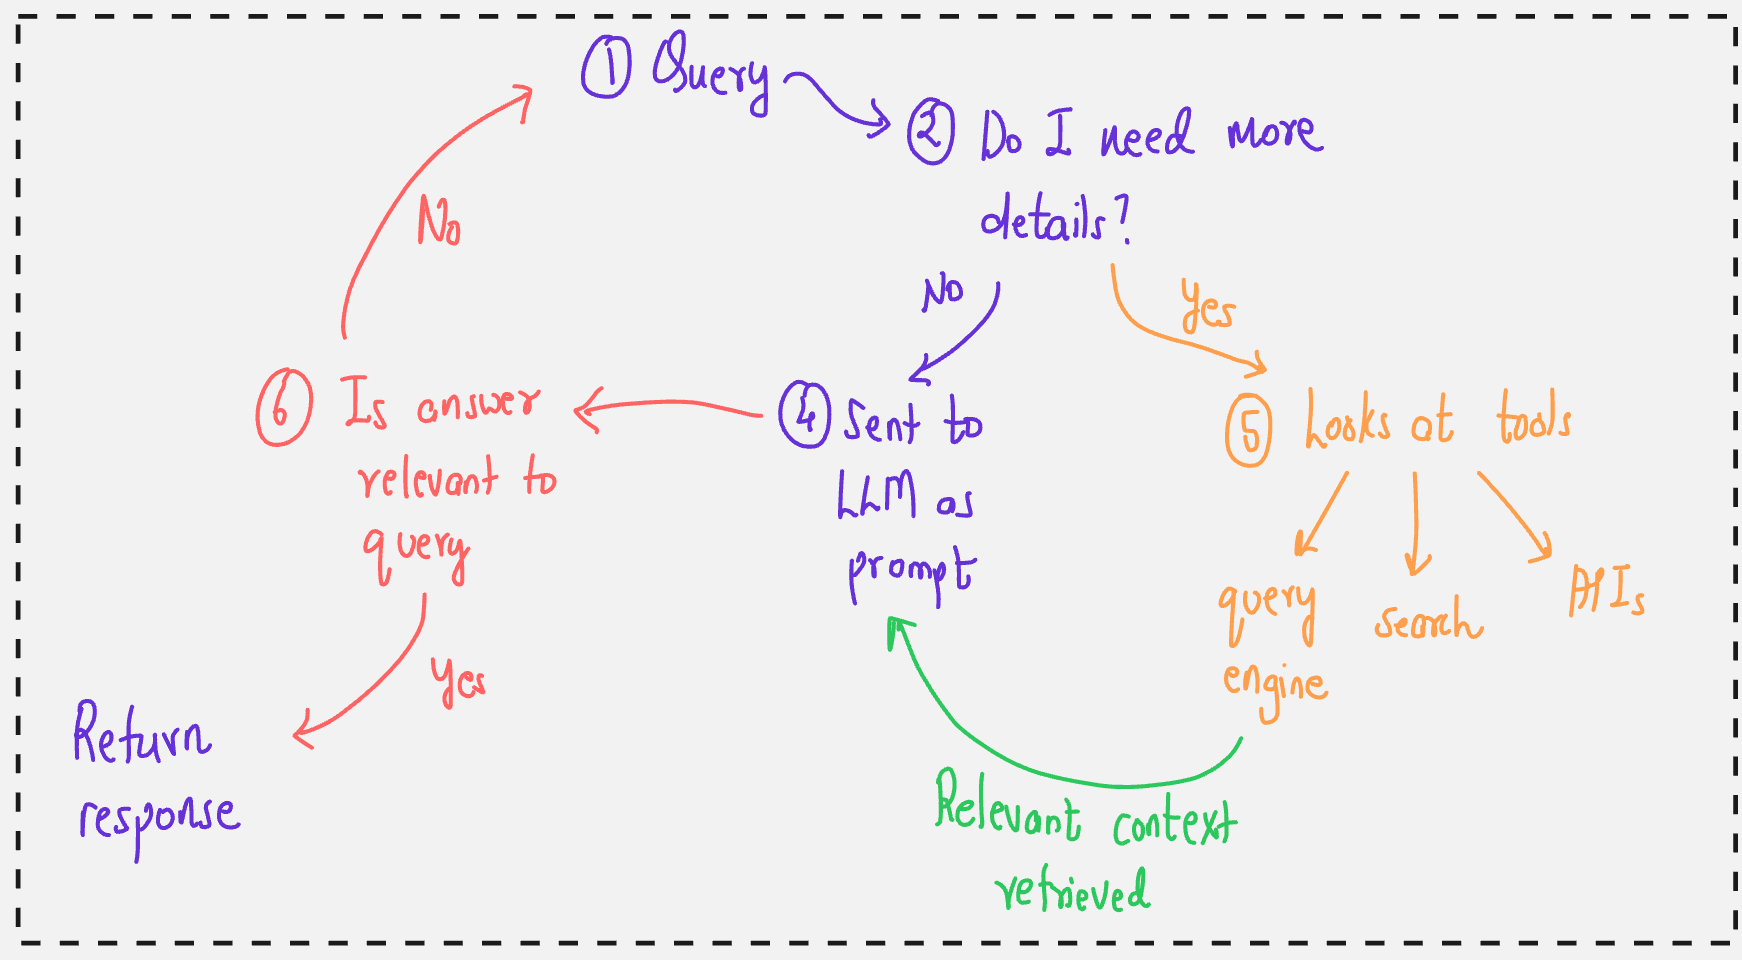 1 Query
2 Do I need more
details?
No
No
Yes
6 Is answer
relevant to
query
4 Sent to
LLM as
prompt
5 Looks at tools
query
engine
search
APIs
Yes
Return
response
Relevant context
retrieved